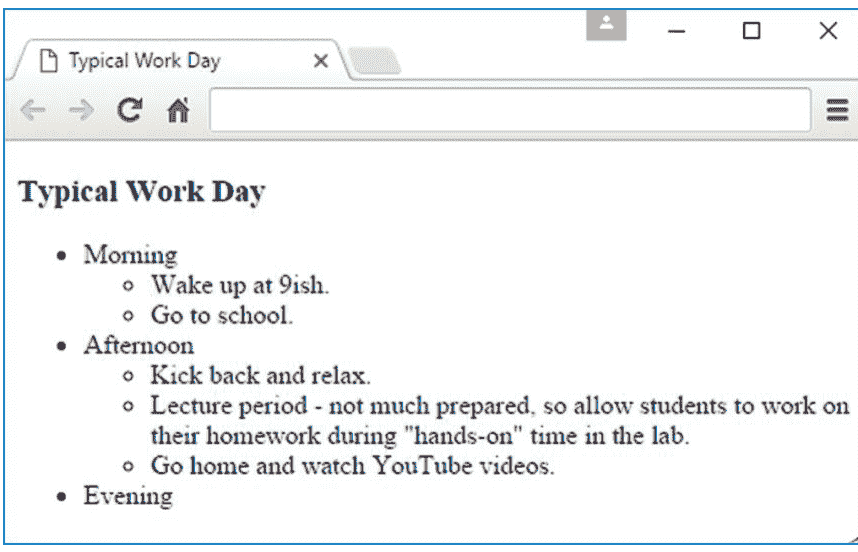 Typical Work Day
Typical Work Day
Morning
Wake up at 9ish.
Go to school.
Afternoon
Kick back and relax.
Lecture period - not much prepared, so allow students to work on
their homework during "hands-on" time in the lab.
Go home and watch YouTube videos.
Evening